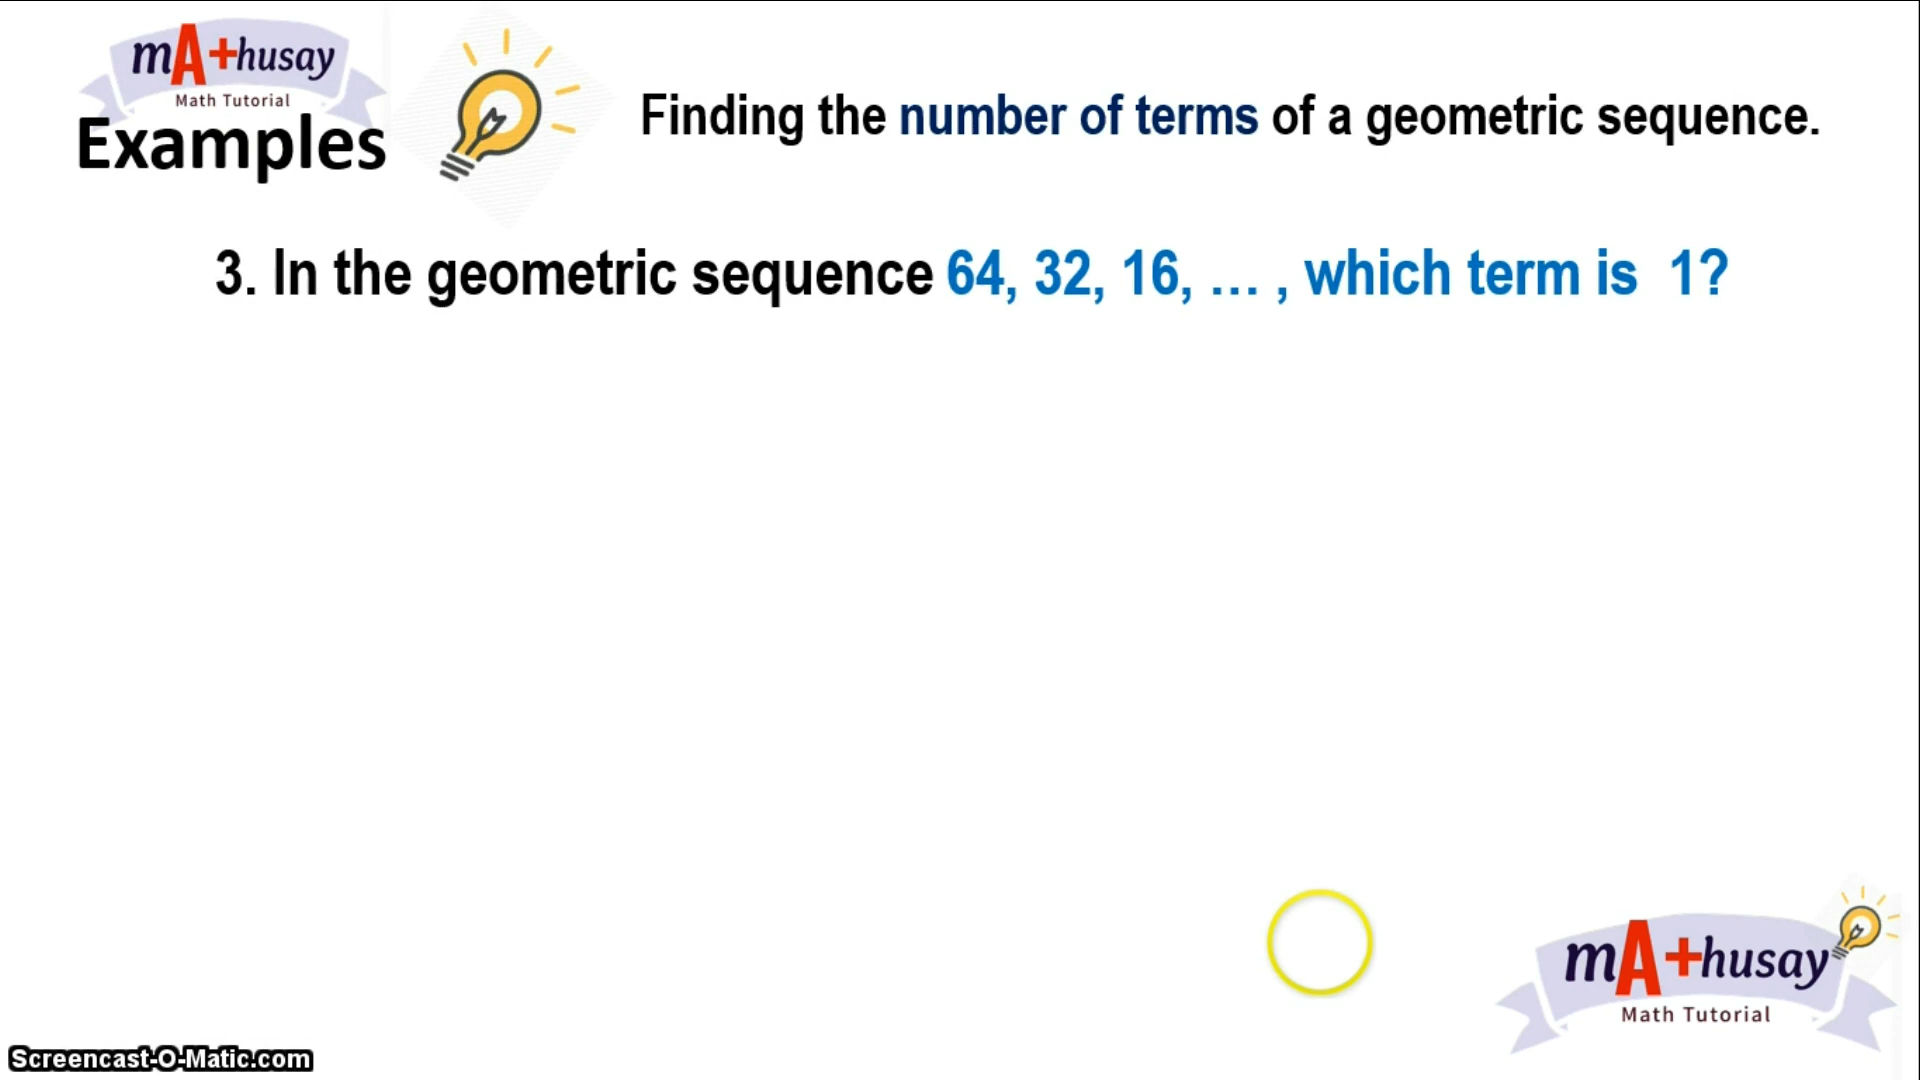 mA+husay
Math Tutorial
Examples
Finding the number of terms of a geometric sequence.
3. In the geometric sequence 64, 32, 16, … , which term is 1?
mA+husay
Math Tutorial
Screencast-O-Matic.com